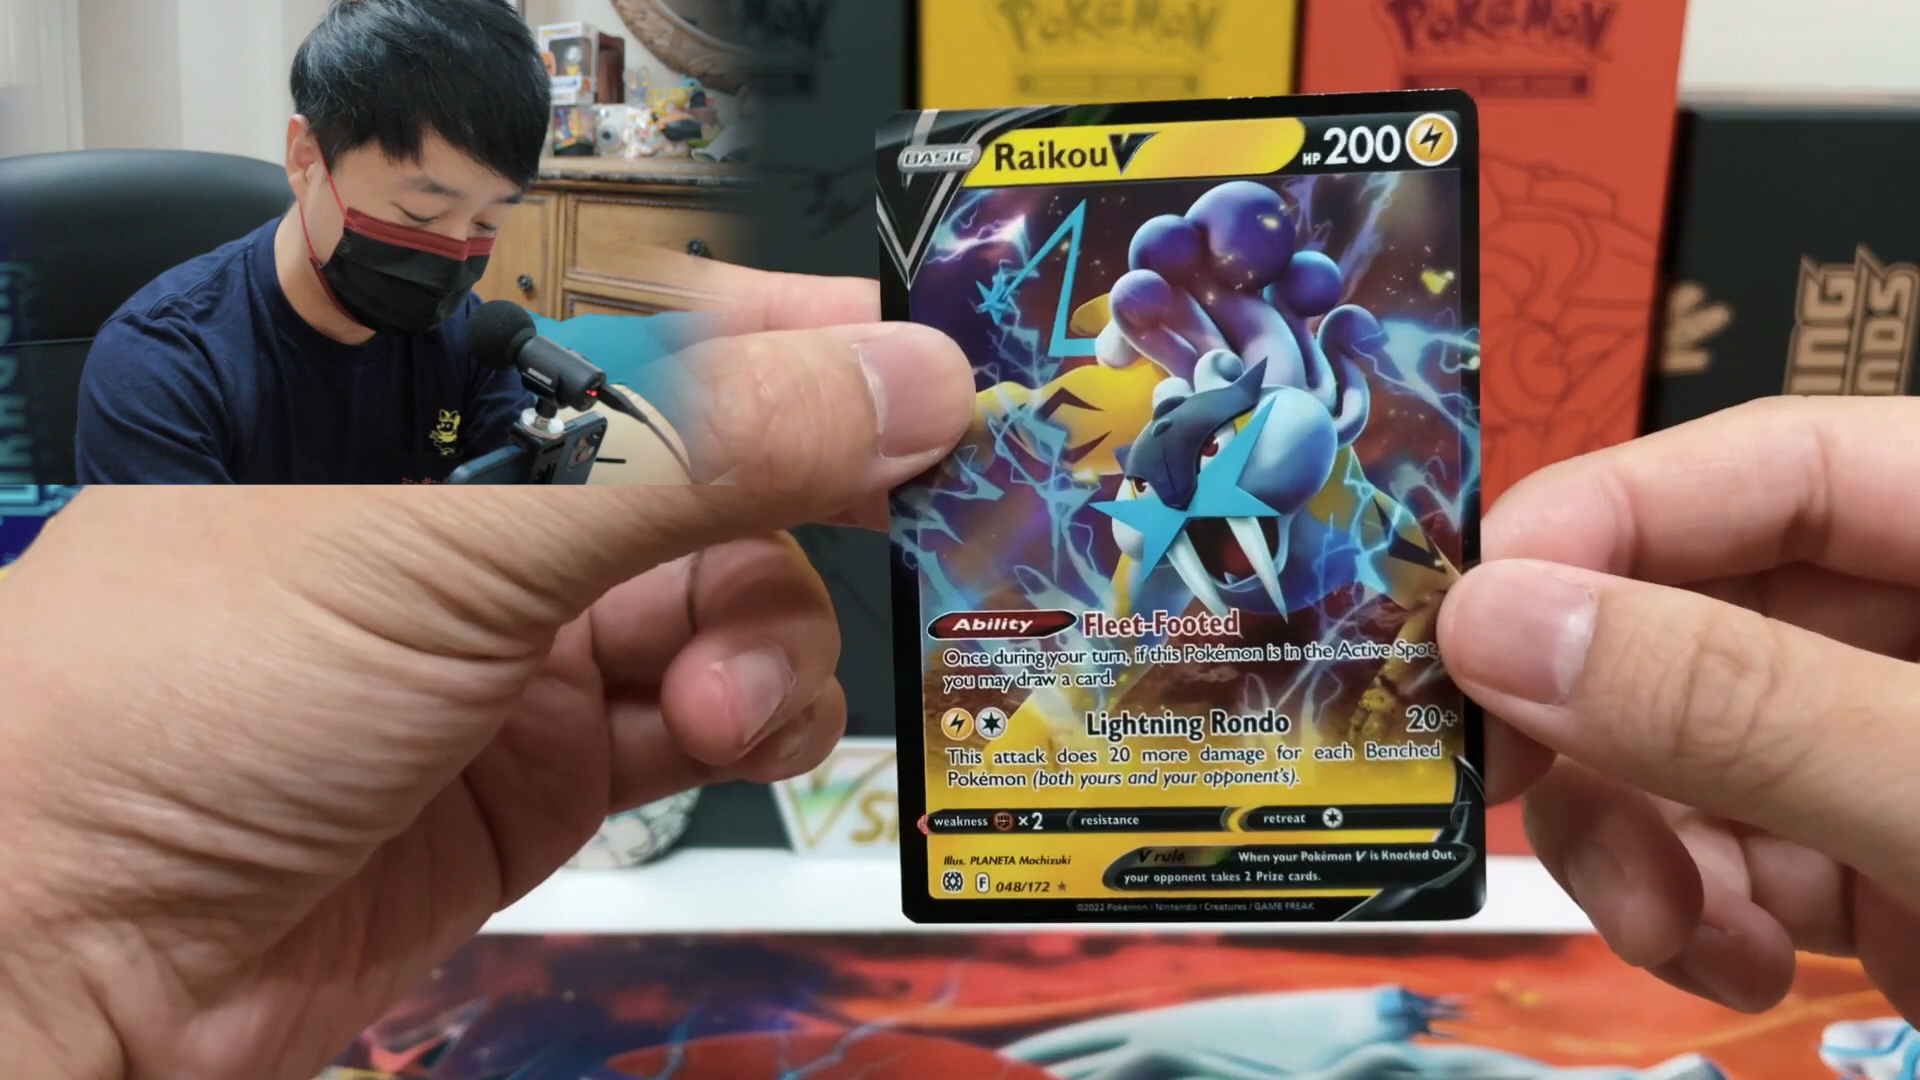 POKÉMON
POKÉMON
BASIC
Raikou V
HP 200
Ability Fleet-Footed
Once during your turn, if this Pokémon is in the Active Spot,
you may draw a card.
Lightning Rondo 20+
This attack does 20 more damage for each Benched
Pokémon (both yours and your opponent's).
weakness ×2 resistance retreat
Illus. PLANETA Mochizuki
V rule When your Pokémon V is Knocked Out,
your opponent takes 2 Prize cards.
F 048/172
©2022 Pokémon / Nintendo / Creatures / GAME FREAK